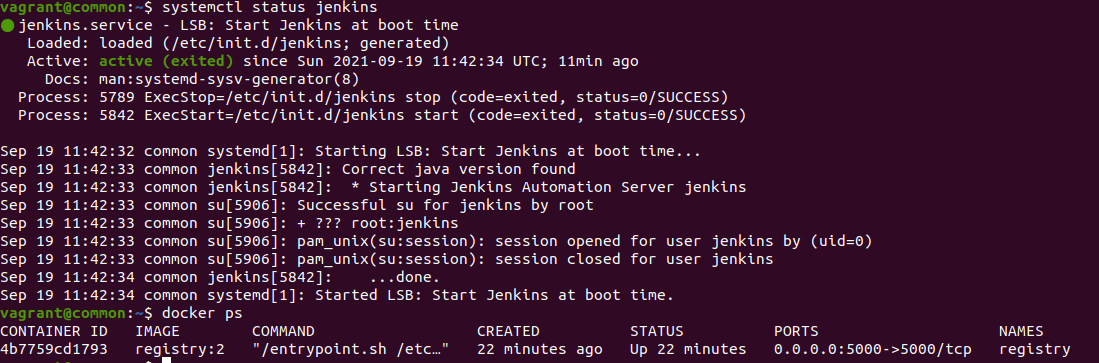 vagrant@common:~$ systemctl status jenkins
● jenkins.service - LSB: Start Jenkins at boot time
   Loaded: loaded (/etc/init.d/jenkins; generated)
   Active: active (exited) since Sun 2021-09-19 11:42:34 UTC; 11min ago
     Docs: man:systemd-sysv-generator(8)
  Process: 5789 ExecStop=/etc/init.d/jenkins stop (code=exited, status=0/SUCCESS)
  Process: 5842 ExecStart=/etc/init.d/jenkins start (code=exited, status=0/SUCCESS)

Sep 19 11:42:32 common systemd[1]: Starting LSB: Start Jenkins at boot time...
Sep 19 11:42:33 common jenkins[5842]: Correct java version found
Sep 19 11:42:33 common jenkins[5842]:  * Starting Jenkins Automation Server jenkins
Sep 19 11:42:33 common su[5906]: Successful su for jenkins by root
Sep 19 11:42:33 common su[5906]: + ??? root:jenkins
Sep 19 11:42:33 common su[5906]: pam_unix(su:session): session opened for user jenkins by (uid=0)
Sep 19 11:42:33 common su[5906]: pam_unix(su:session): session closed for user jenkins
Sep 19 11:42:34 common jenkins[5842]:    ...done.
Sep 19 11:42:34 common systemd[1]: Started LSB: Start Jenkins at boot time.
vagrant@common:~$ docker ps
CONTAINER ID   IMAGE        COMMAND                  CREATED          STATUS          PORTS                    NAMES
4b7759cd1793   registry:2   "/entrypoint.sh /etc…"   22 minutes ago   Up 22 minutes   0.0.0.0:5000->5000/tcp   registry